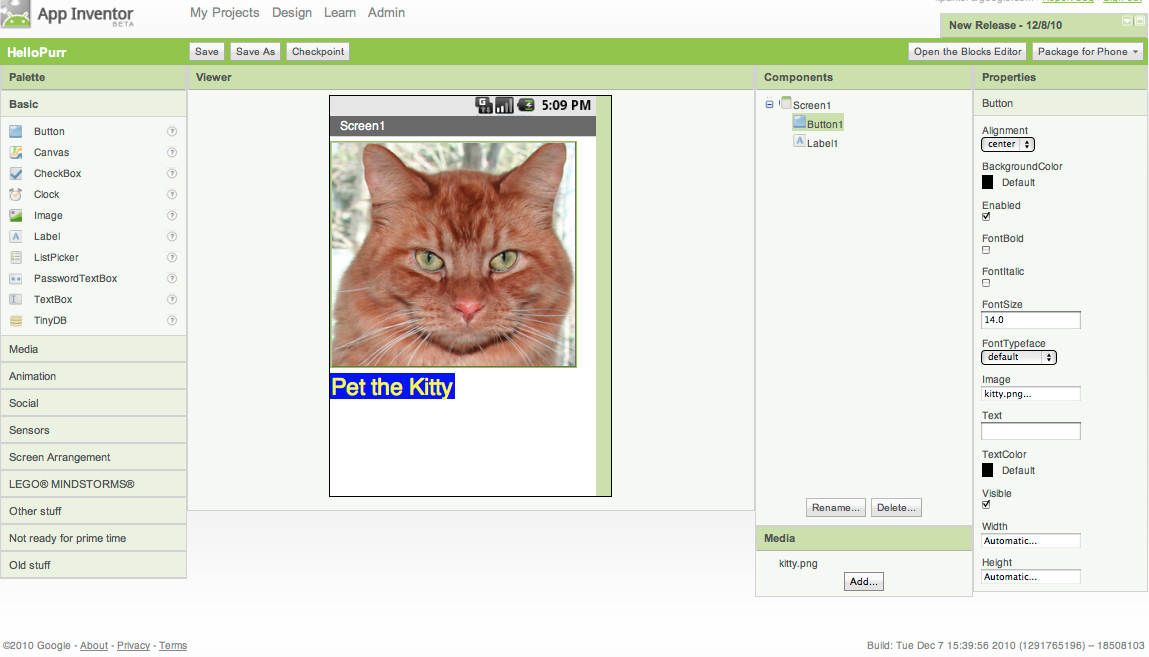 App Inventor
BETA
My Projects Design Learn Admin
New Release - 12/8/10
HelloPurr
Save Save As Checkpoint
Open the Blocks Editor Package for Phone
Palette
Basic
Button ?
Canvas ?
CheckBox ?
Clock ?
Image ?
Label ?
ListPicker ?
PasswordTextBox ?
TextBox ?
TinyDB ?
Media
Animation
Social
Sensors
Screen Arrangement
LEGO® MINDSTORMS®
Other stuff
Not ready for prime time
Old stuff
Viewer
5:09 PM
Screen1
Pet the Kitty
Components
Screen1
Button1
A Label1
Rename... Delete...
Media
kitty.png
Add...
Properties
Button
Alignment
center
BackgroundColor
Default
Enabled
FontBold
FontItalic
FontSize
14.0
FontTypeface
default
Image
kitty.png...
Text
TextColor
Default
Visible
Width
Automatic...
Height
Automatic...
©2010 Google - About - Privacy - Terms
Build: Tue Dec 7 15:39:56 2010 (1291765196) -- 18508103